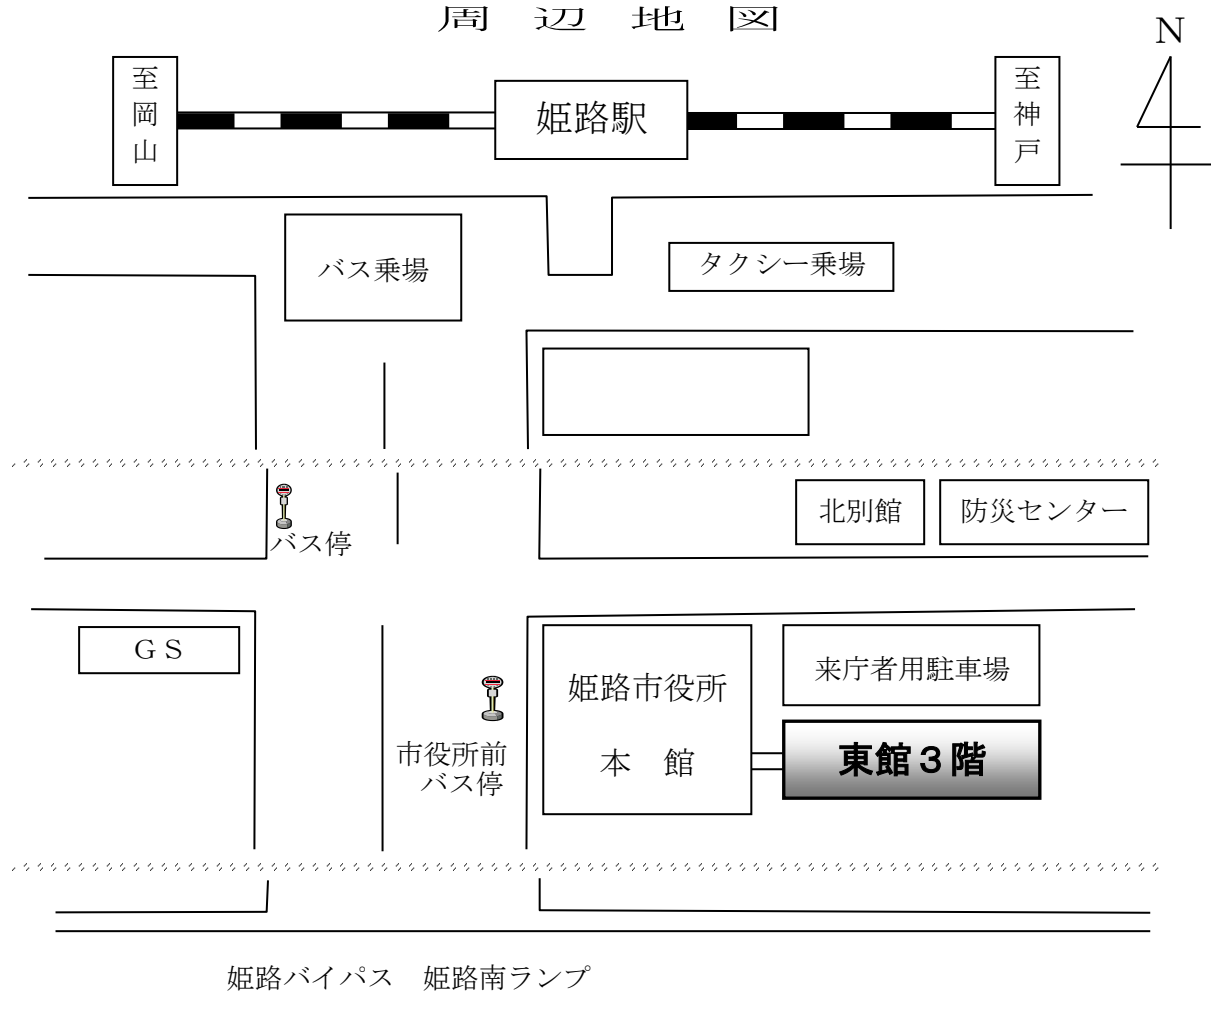 周辺地図
N
至岡山
姫路駅
至神戸
バス乗場
タクシー乗場
バス停
北別館
防災センター
ＧＳ
姫路市役所
本　館
来庁者用駐車場
東館３階
市役所前
バス停
姫路バイパス　姫路南ランプ